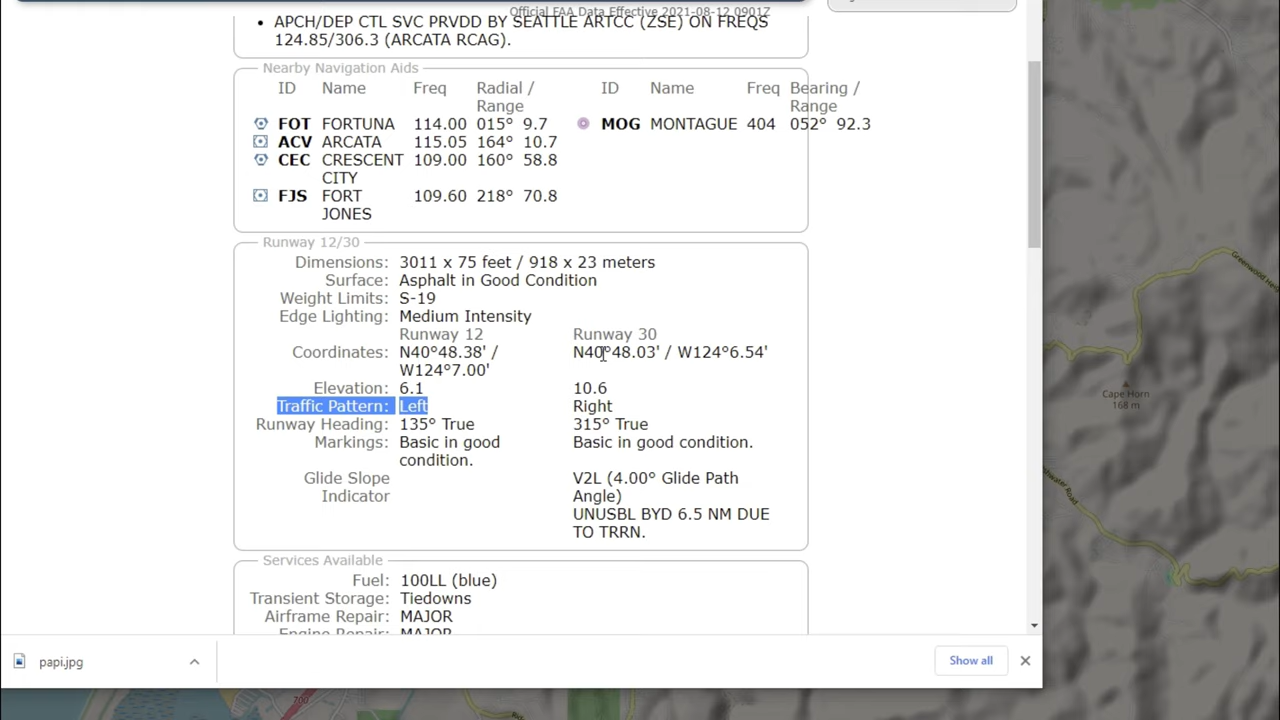 Official FAA Data Effective 2021-08-12 0901Z
• APCH/DEP CTL SVC PRVDD BY SEATTLE ARTCC (ZSE) ON FREQS
124.85/306.3 (ARCATA RCAG).
Nearby Navigation Aids
ID Name Freq Radial / ID Name Freq Bearing /
Range Range
FOT FORTUNA 114.00 015° 9.7 MOG MONTAGUE 404 052° 92.3
ACV ARCATA 115.05 164° 10.7
CEC CRESCENT 109.00 160° 58.8
CITY
FJS FORT 109.60 218° 70.8
JONES
Runway 12/30
Dimensions: 3011 x 75 feet / 918 x 23 meters
Surface: Asphalt in Good Condition
Weight Limits: S-19
Edge Lighting: Medium Intensity
Runway 12 Runway 30
Coordinates: N40°48.38' / N40°48.03' / W124°6.54'
W124°7.00'
Elevation: 6.1 10.6
Traffic Pattern: Left Right
Runway Heading: 135° True 315° True
Markings: Basic in good Basic in good condition.
condition.
Glide Slope V2L (4.00° Glide Path
Indicator Angle)
UNUSBL BYD 6.5 NM DUE
TO TRRN.
Services Available
Fuel: 100LL (blue)
Transient Storage: Tiedowns
Airframe Repair: MAJOR
Engine Repair: MAJOR
papi.jpg
Show all
Greenwood Heig
Cape Horn
168 m
hwater Road
700